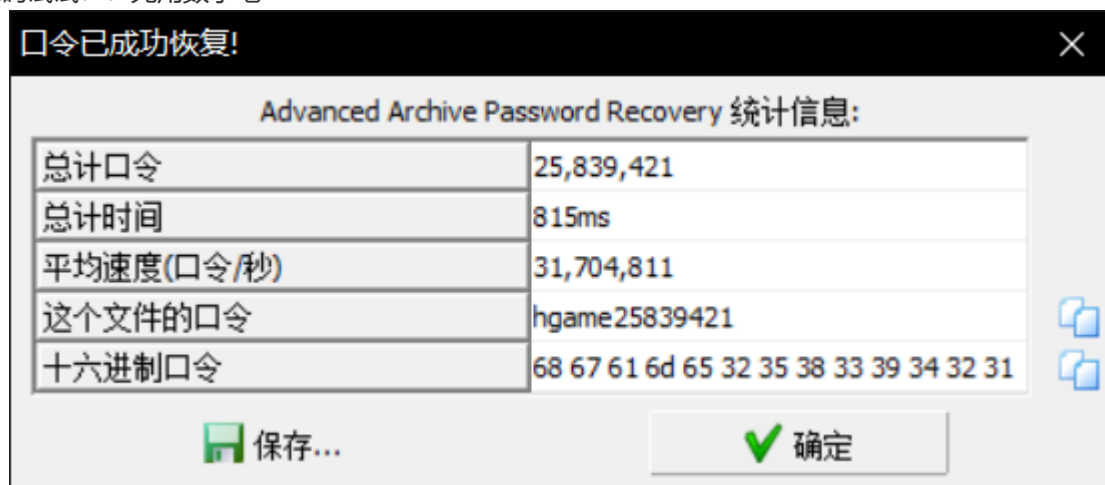 口令已成功恢复!
Advanced Archive Password Recovery 统计信息:
总计口令 25,839,421
总计时间 815ms
平均速度(口令/秒) 31,704,811
这个文件的口令 hgame25839421
十六进制口令 68 67 61 6d 65 32 35 38 33 39 34 32 31
保存... 确定